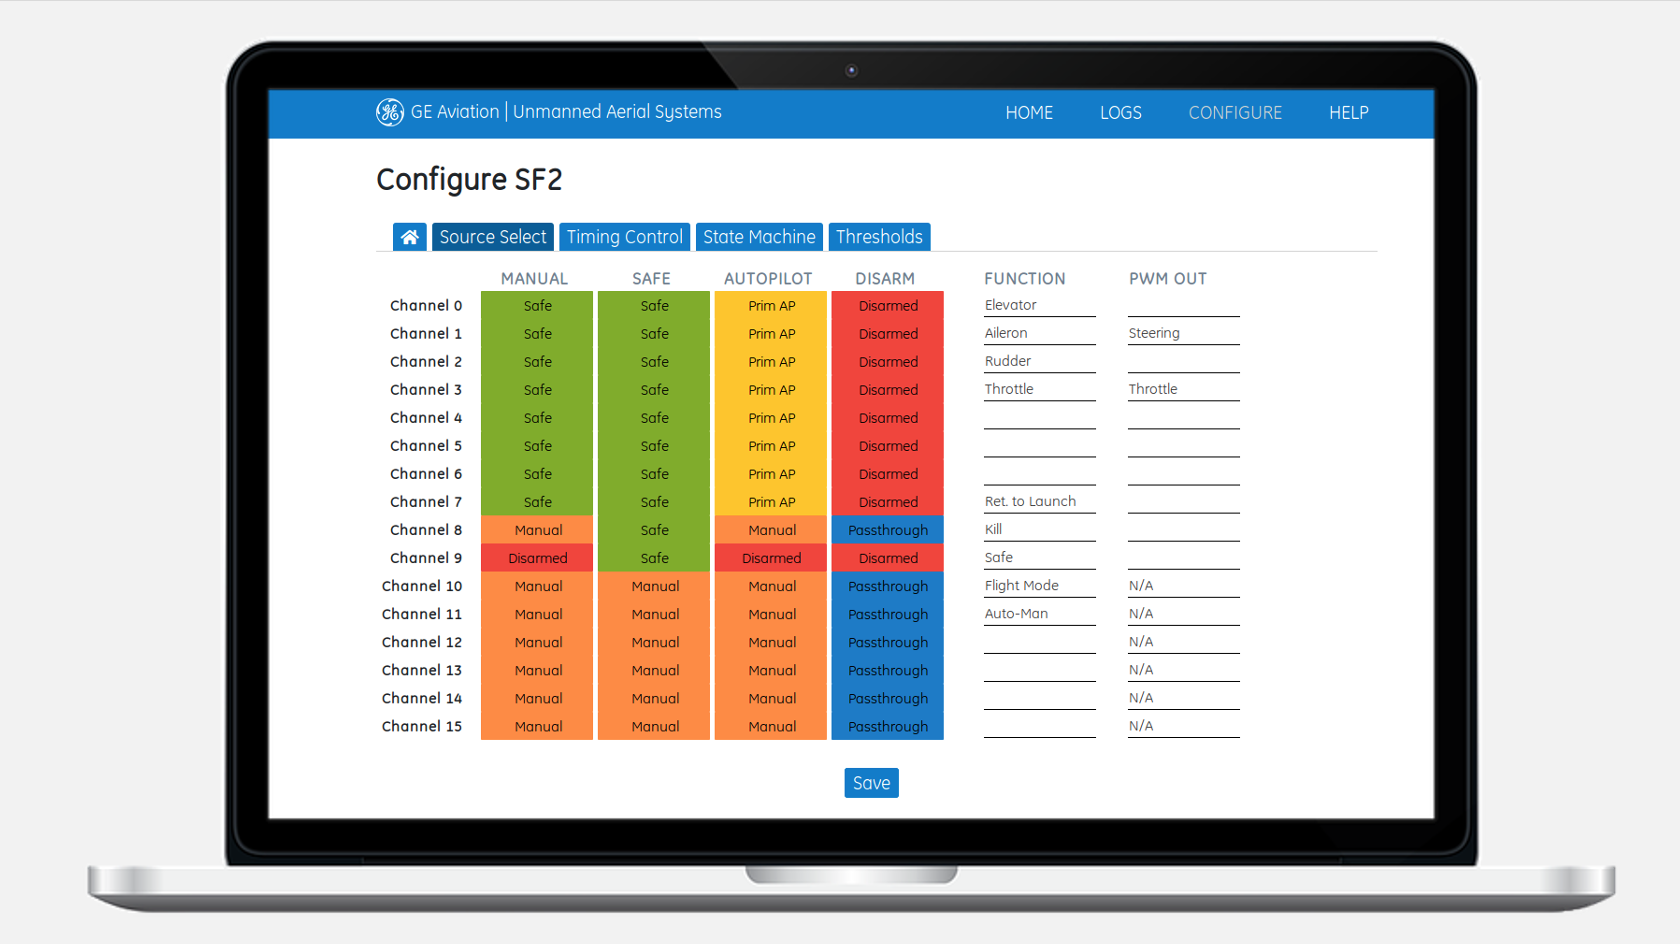 GE Aviation | Unmanned Aerial Systems HOME LOGS CONFIGURE HELP
Configure SF2
Source Select Timing Control State Machine Thresholds
MANUAL SAFE AUTOPILOT DISARM FUNCTION PWM OUT
Channel 0 Safe Safe Prim AP Disarmed Elevator
Channel 1 Safe Safe Prim AP Disarmed Aileron Steering
Channel 2 Safe Safe Prim AP Disarmed Rudder
Channel 3 Safe Safe Prim AP Disarmed Throttle Throttle
Channel 4 Safe Safe Prim AP Disarmed
Channel 5 Safe Safe Prim AP Disarmed
Channel 6 Safe Safe Prim AP Disarmed
Channel 7 Safe Safe Prim AP Disarmed Ret. to Launch
Channel 8 Manual Safe Manual Passthrough Kill
Channel 9 Disarmed Safe Disarmed Disarmed Safe
Channel 10 Manual Manual Manual Passthrough Flight Mode N/A
Channel 11 Manual Manual Manual Passthrough Auto-Man N/A
Channel 12 Manual Manual Manual Passthrough N/A
Channel 13 Manual Manual Manual Passthrough N/A
Channel 14 Manual Manual Manual Passthrough N/A
Channel 15 Manual Manual Manual Passthrough N/A
Save